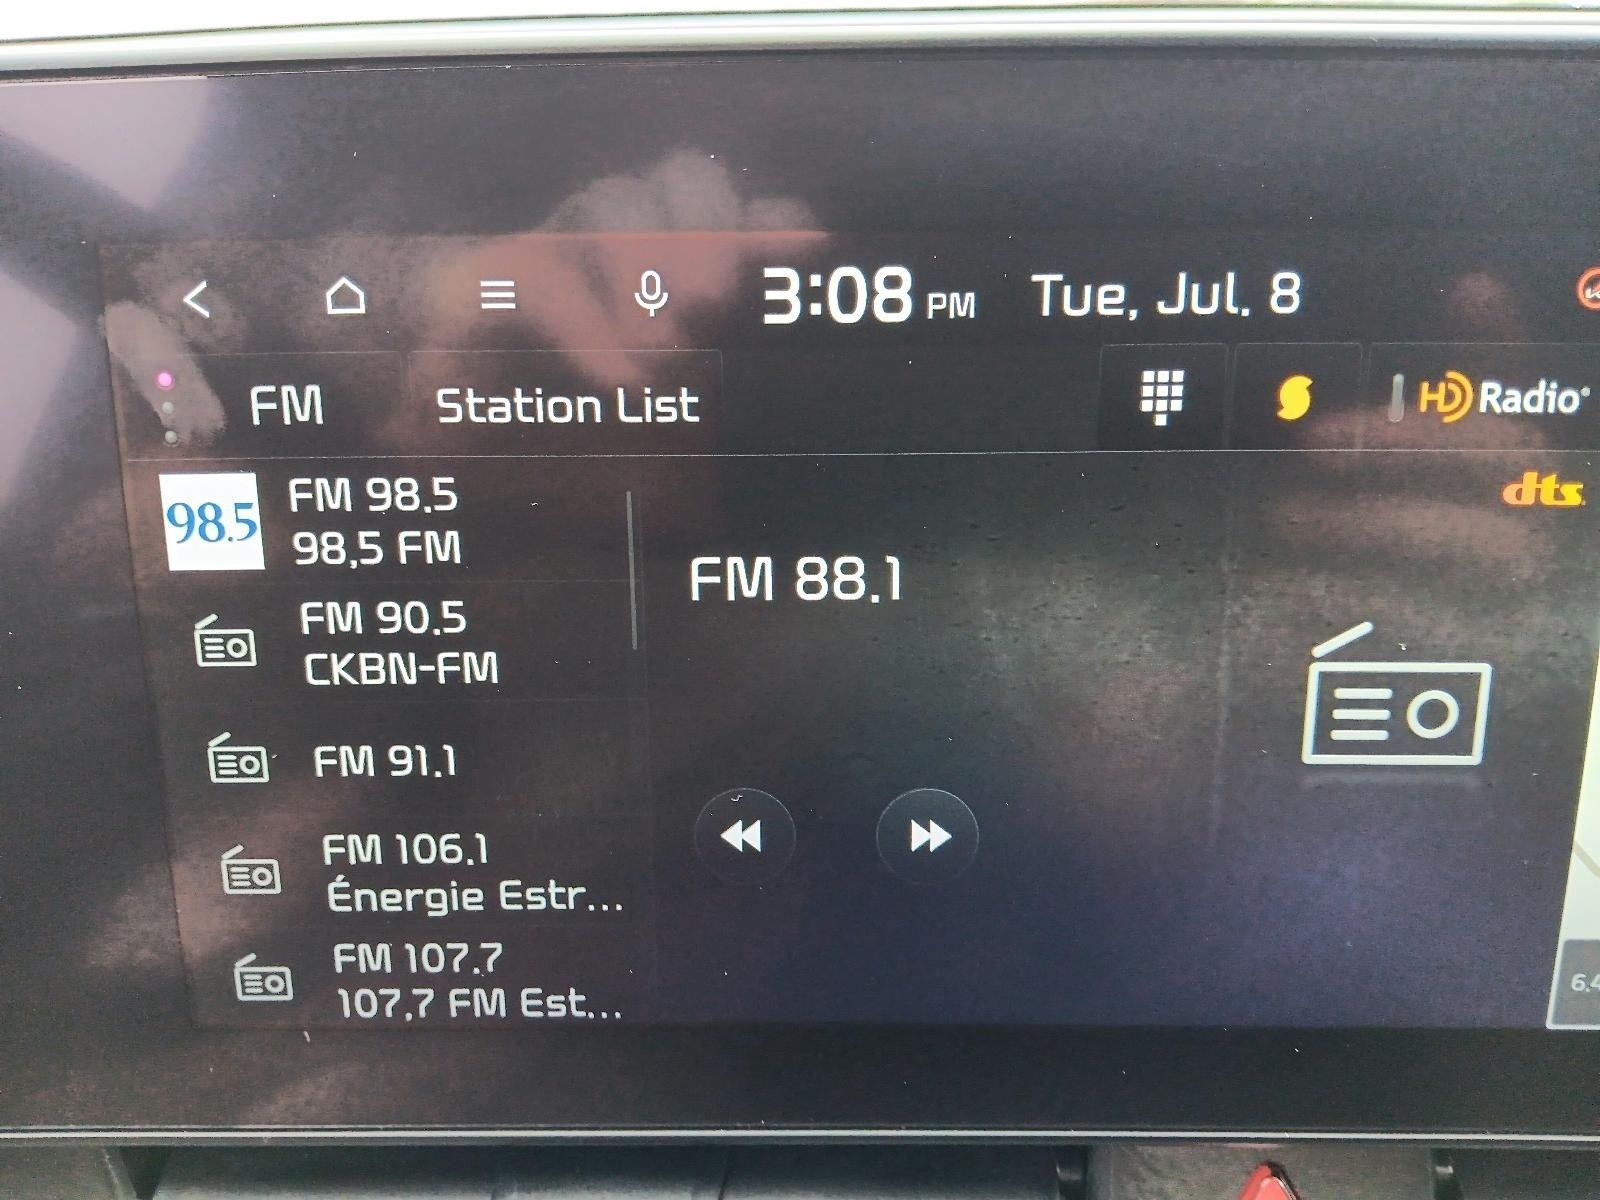 3:08 PM Tue, Jul. 8
FM Station List HD Radio
dts
98.5 FM 98.5
98,5 FM
FM 90.5
CKBN-FM
FM 91.1
FM 106.1
Énergie Estr...
FM 107.7
107,7 FM Est...
FM 88.1